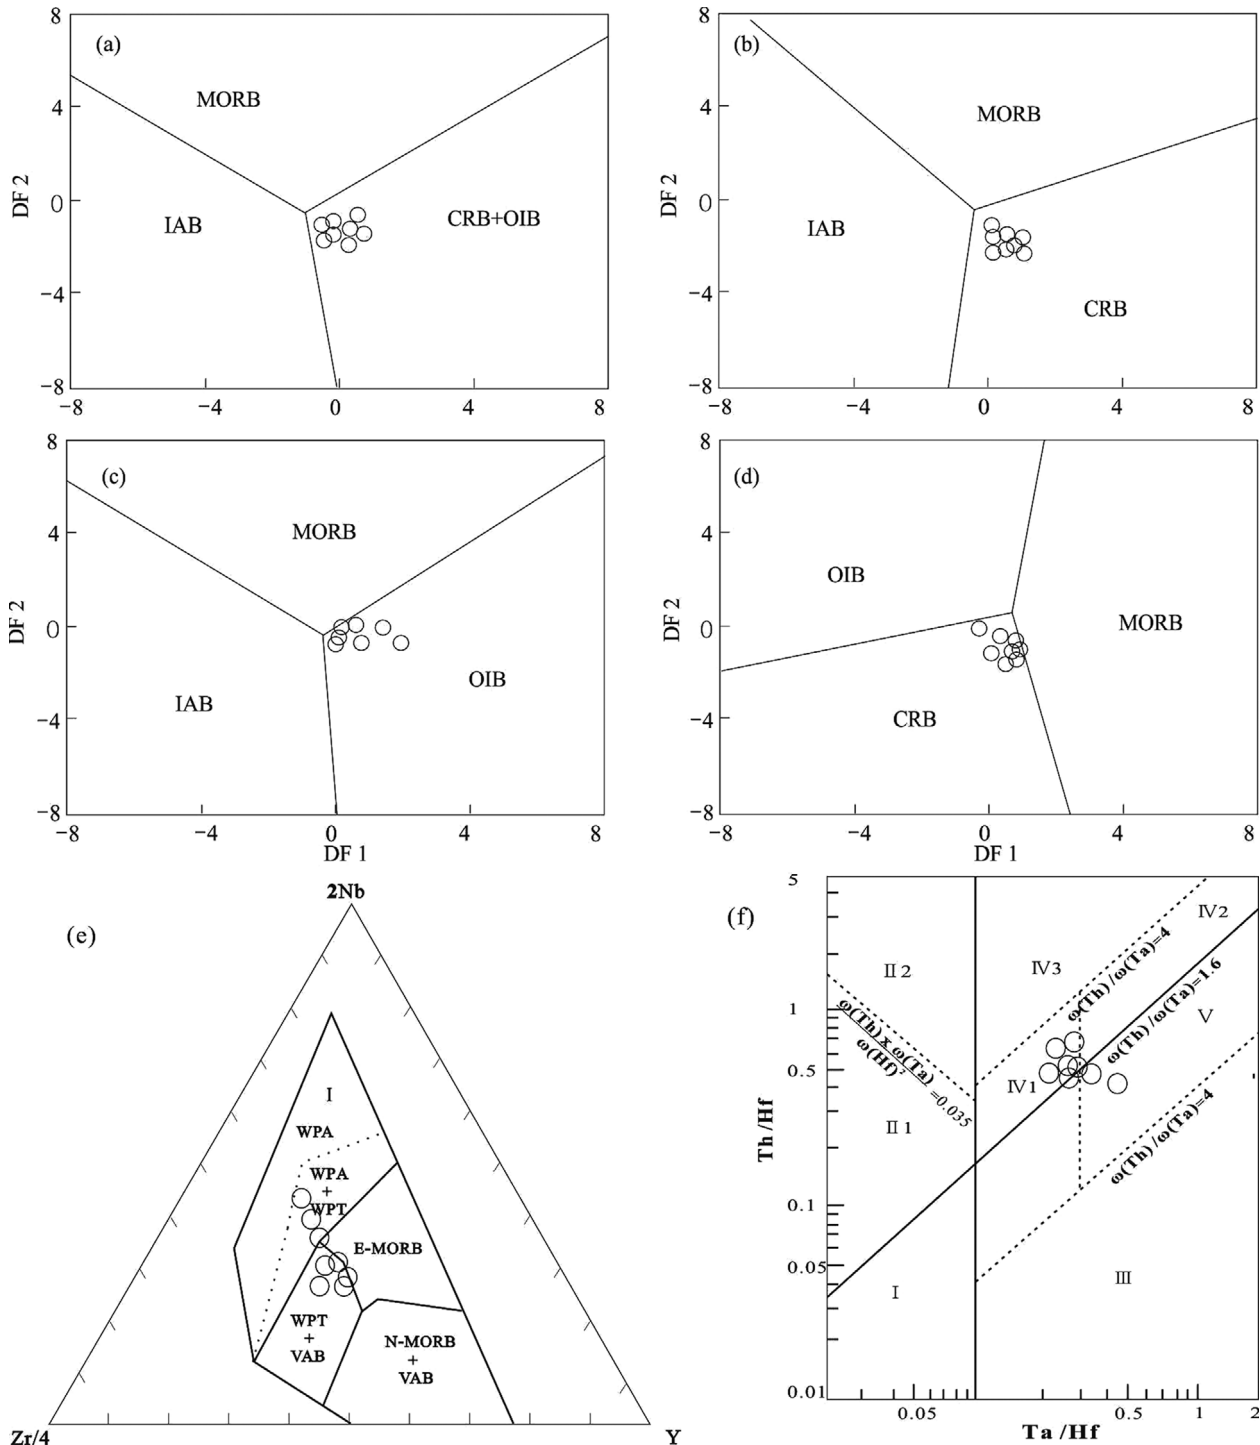 (a)
8
4
0
−4
−8
DF 2
MORB
IAB
CRB+OIB
−8
−4
0
4
8
(b)
8
4
0
−4
−8
DF 2
MORB
IAB
CRB
−8
−4
0
4
8
(c)
8
4
0
−4
−8
DF 2
MORB
IAB
OIB
−8
−4
0
4
8
DF 1
(d)
8
4
0
−4
−8
DF 2
OIB
MORB
CRB
−8
−4
0
4
8
DF 1
(e)
2Nb
I
WPA
WPA
+
WPT
E-MORB
WPT
+
VAB
N-MORB
+
VAB
Zr/4
Y
(f)
5
1
0.5
0.1
0.05
0.01
Th/Hf
Ⅱ2
Ⅳ3
Ⅳ2
ω(Th)/ω(Ta)=4
ω(Th)/ω(Ta)=1.6
Ⅴ
ω(Th)xω(Ta)
ω(Hf)²
=0.035
Ⅳ1
Ⅱ1
ω(Th)/ω(Ta)=4
Ⅰ
Ⅲ
0.05
0.5
1
2
Ta/Hf